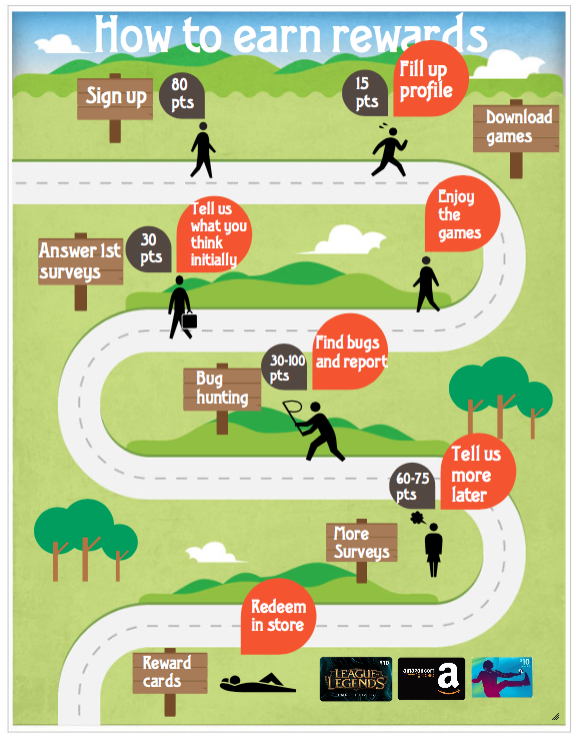 How to earn rewards
Sign up
80
pts
15
pts
Fill up
profile
Download
games
Enjoy
the
games
Tell us
what you
think
initially
30
pts
Answer 1st
surveys
Find bugs
and report
30-100
pts
Bug
hunting
Tell us
more
later
60-75
pts
More
Surveys
Redeem
in store
Reward
cards
$10
LEAGUE
OF
LEGENDS
amazon.com
a
$10